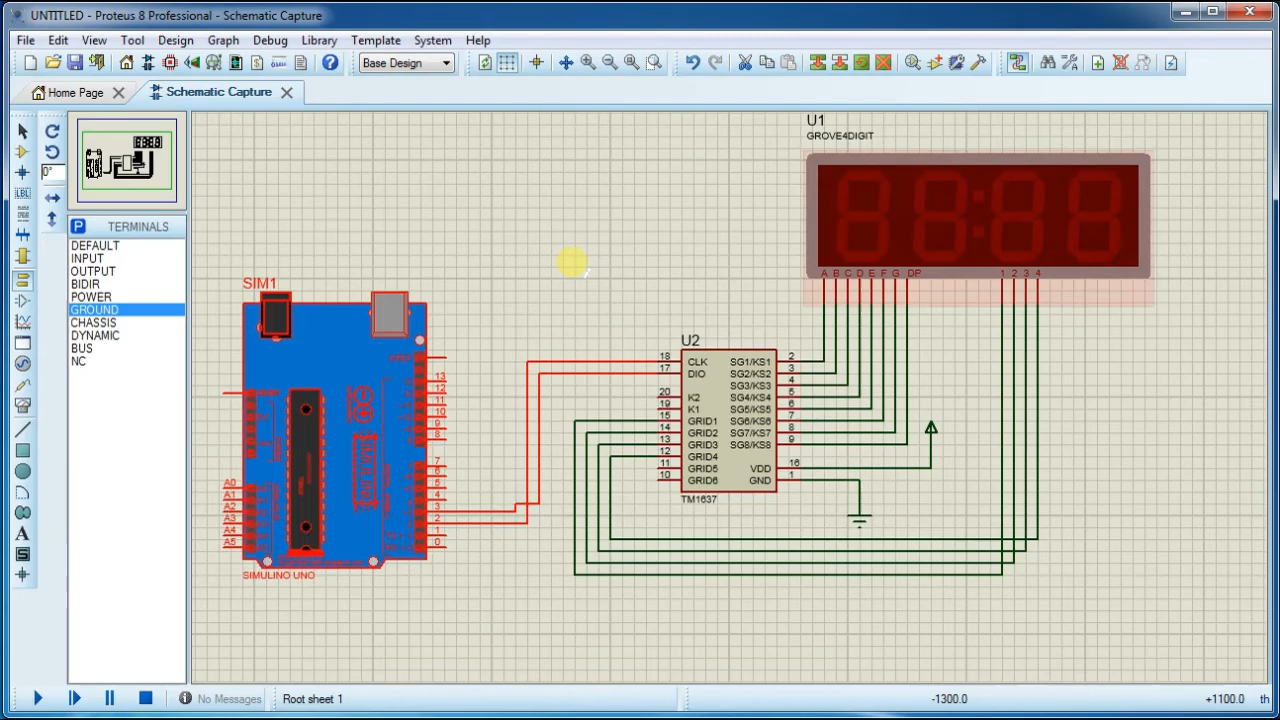 UNTITLED - Proteus 8 Professional - Schematic Capture
File Edit View Tool Design Graph Debug Library Template System Help
Base Design
Home Page
Schematic Capture
0°
LBL
A
S
P TERMINALS
DEFAULT
INPUT
OUTPUT
BIDIR
POWER
GROUND
CHASSIS
DYNAMIC
BUS
NC
U1
GROVE4DIGIT
A B C D E F G DP 1 2 3 4
SIM1
13
12
11
10
9
8
7
6
5
4
3
2
1
0
A0
A1
A2
A3
A4
A5
SIMULINO UNO
U2
18 CLK SG1/KS1 2
17 DIO SG2/KS2 3
SG3/KS3 4
20 K2 SG4/KS4 5
19 K1 SG5/KS5 6
15 GRID1 SG6/KS6 7
14 GRID2 SG7/KS7 8
13 GRID3 SG8/KS8 9
12 GRID4
11 GRID5 VDD 16
10 GRID6 GND 1
TM1637
No Messages
Root sheet 1
-1300.0
+1100.0
th